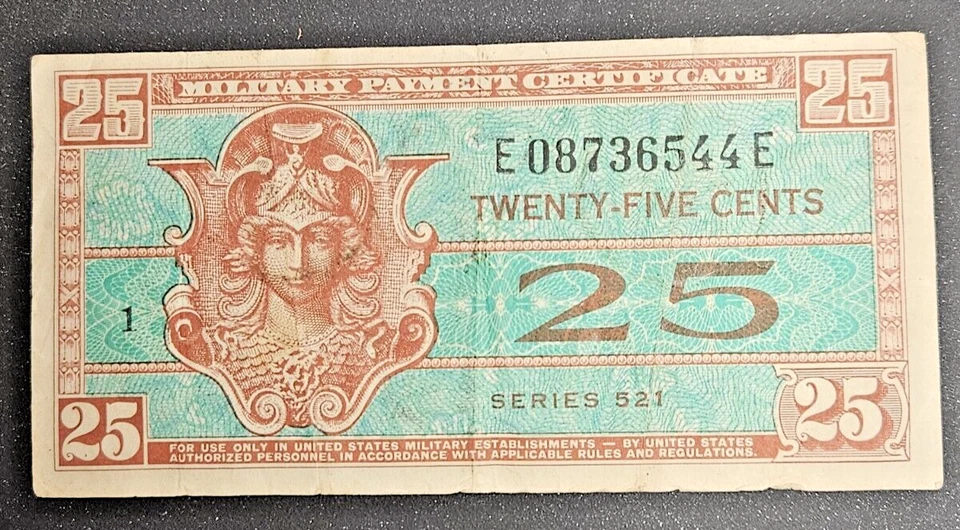 25 MILITARY PAYMENT CERTIFICATE 25
E08736544E
TWENTY-FIVE CENTS
25
1
SERIES 521
25 25
FOR USE ONLY IN UNITED STATES MILITARY ESTABLISHMENTS — BY UNITED STATES
AUTHORIZED PERSONNEL IN ACCORDANCE WITH APPLICABLE RULES AND REGULATIONS.